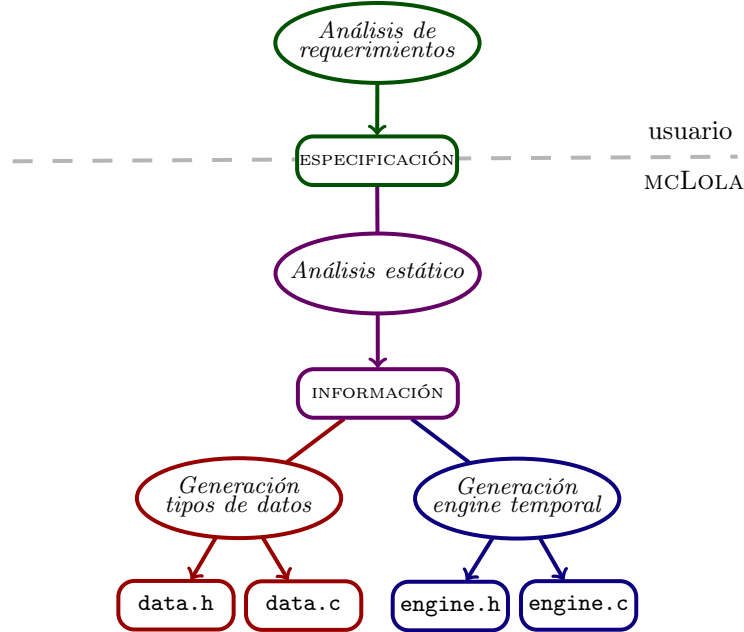 Análisis de
requerimientos
usuario
ESPECIFICACIÓN
MCLOLA
Análisis estático
INFORMACIÓN
Generación
tipos de datos
Generación
engine temporal
data.h
data.c
engine.h
engine.c